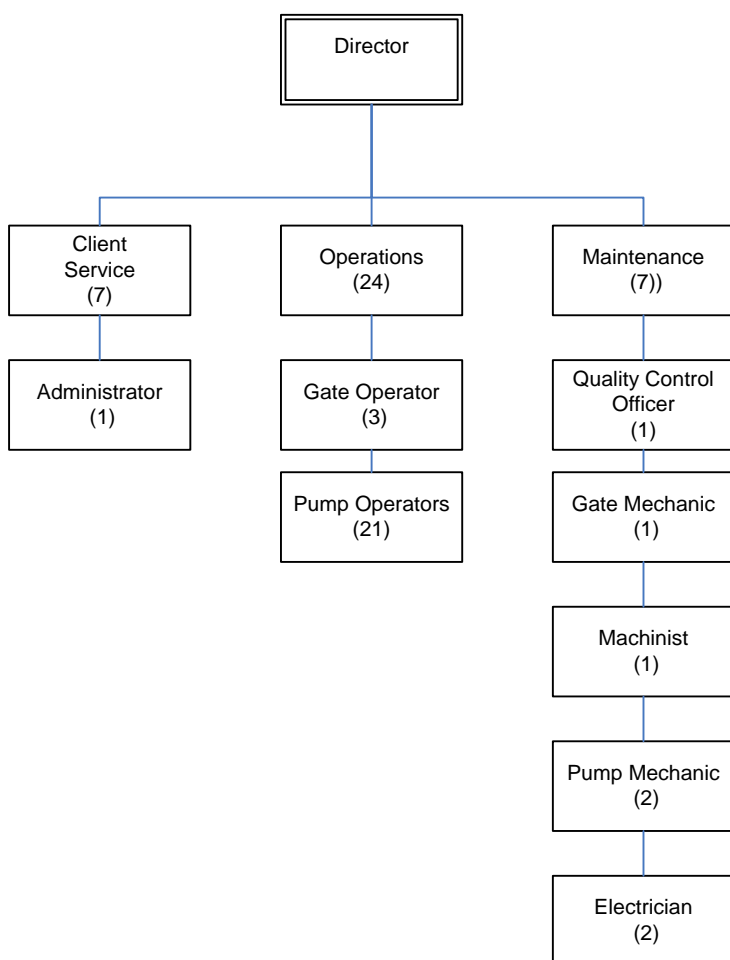 Director
Client
Service
(7)
Operations
(24)
Maintenance
(7))
Administrator
(1)
Gate Operator
(3)
Quality Control
Officer
(1)
Pump Operators
(21)
Gate Mechanic
(1)
Machinist
(1)
Pump Mechanic
(2)
Electrician
(2)